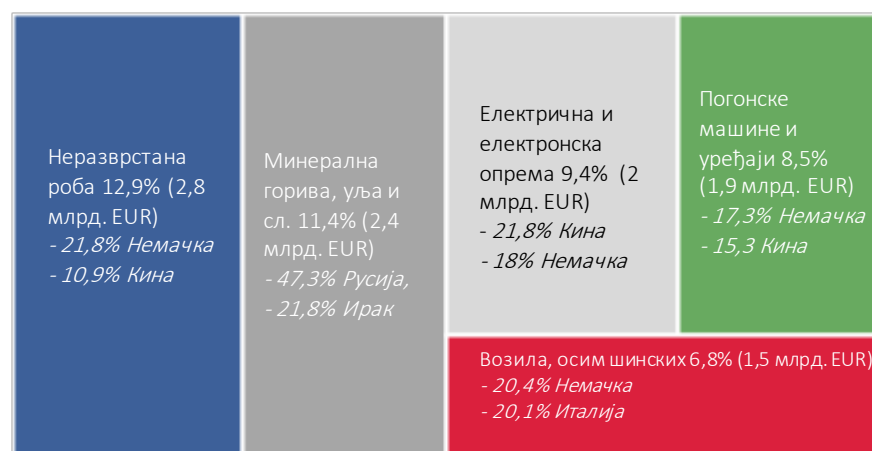 Неразврстана
роба 12,9% (2,8
млрд. EUR)
- 21,8% Немачка
- 10,9% Кина
Минерална
горива, уља и
сл. 11,4% (2,4
млрд. EUR)
- 47,3% Русија,
- 21,8% Ирак
Електрична и
електронска
опрема 9,4% (2
млрд. EUR)
- 21,8% Кина
- 18% Немачка
Погонске
машине и
уређаји 8,5%
(1,9 млрд. EUR)
- 17,3% Немачка
- 15,3 Кина
Возила, осим шинских 6,8% (1,5 млрд. EUR)
- 20,4% Немачка
- 20,1% Италија